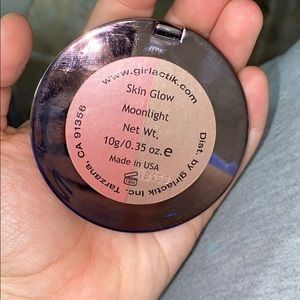 www.girlactik.com
Skin Glow
Moonlight
Net Wt.
10g/0.35 oz. e
Made in USA
Dist. by girlactik Inc. Tarzana, CA 91356